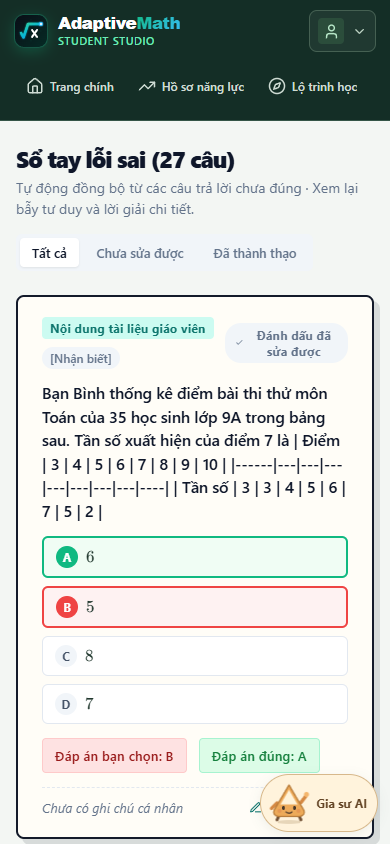 AdaptiveMath
STUDENT STUDIO
Trang chính
Hồ sơ năng lực
Lộ trình học
Sổ tay lỗi sai (27 câu)
Tự động đồng bộ từ các câu trả lời chưa đúng · Xem lại
bẫy tư duy và lời giải chi tiết.
Tất cả
Chưa sửa được
Đã thành thạo
Nội dung tài liệu giáo viên
[Nhận biết]
Đánh dấu đã
sửa được
Bạn Bình thống kê điểm bài thi thử môn
Toán của 35 học sinh lớp 9A trong bảng
sau. Tần số xuất hiện của điểm 7 là | Điểm
| 3 | 4 | 5 | 6 | 7 | 8 | 9 | 10 | |------|---|---|---
|---|---|---|---|----| | Tần số | 3 | 3 | 4 | 5 | 6 |
7 | 5 | 2 |
A 6
B 5
C 8
D 7
Đáp án bạn chọn: B
Đáp án đúng: A
Chưa có ghi chú cá nhân
Gia sư AI